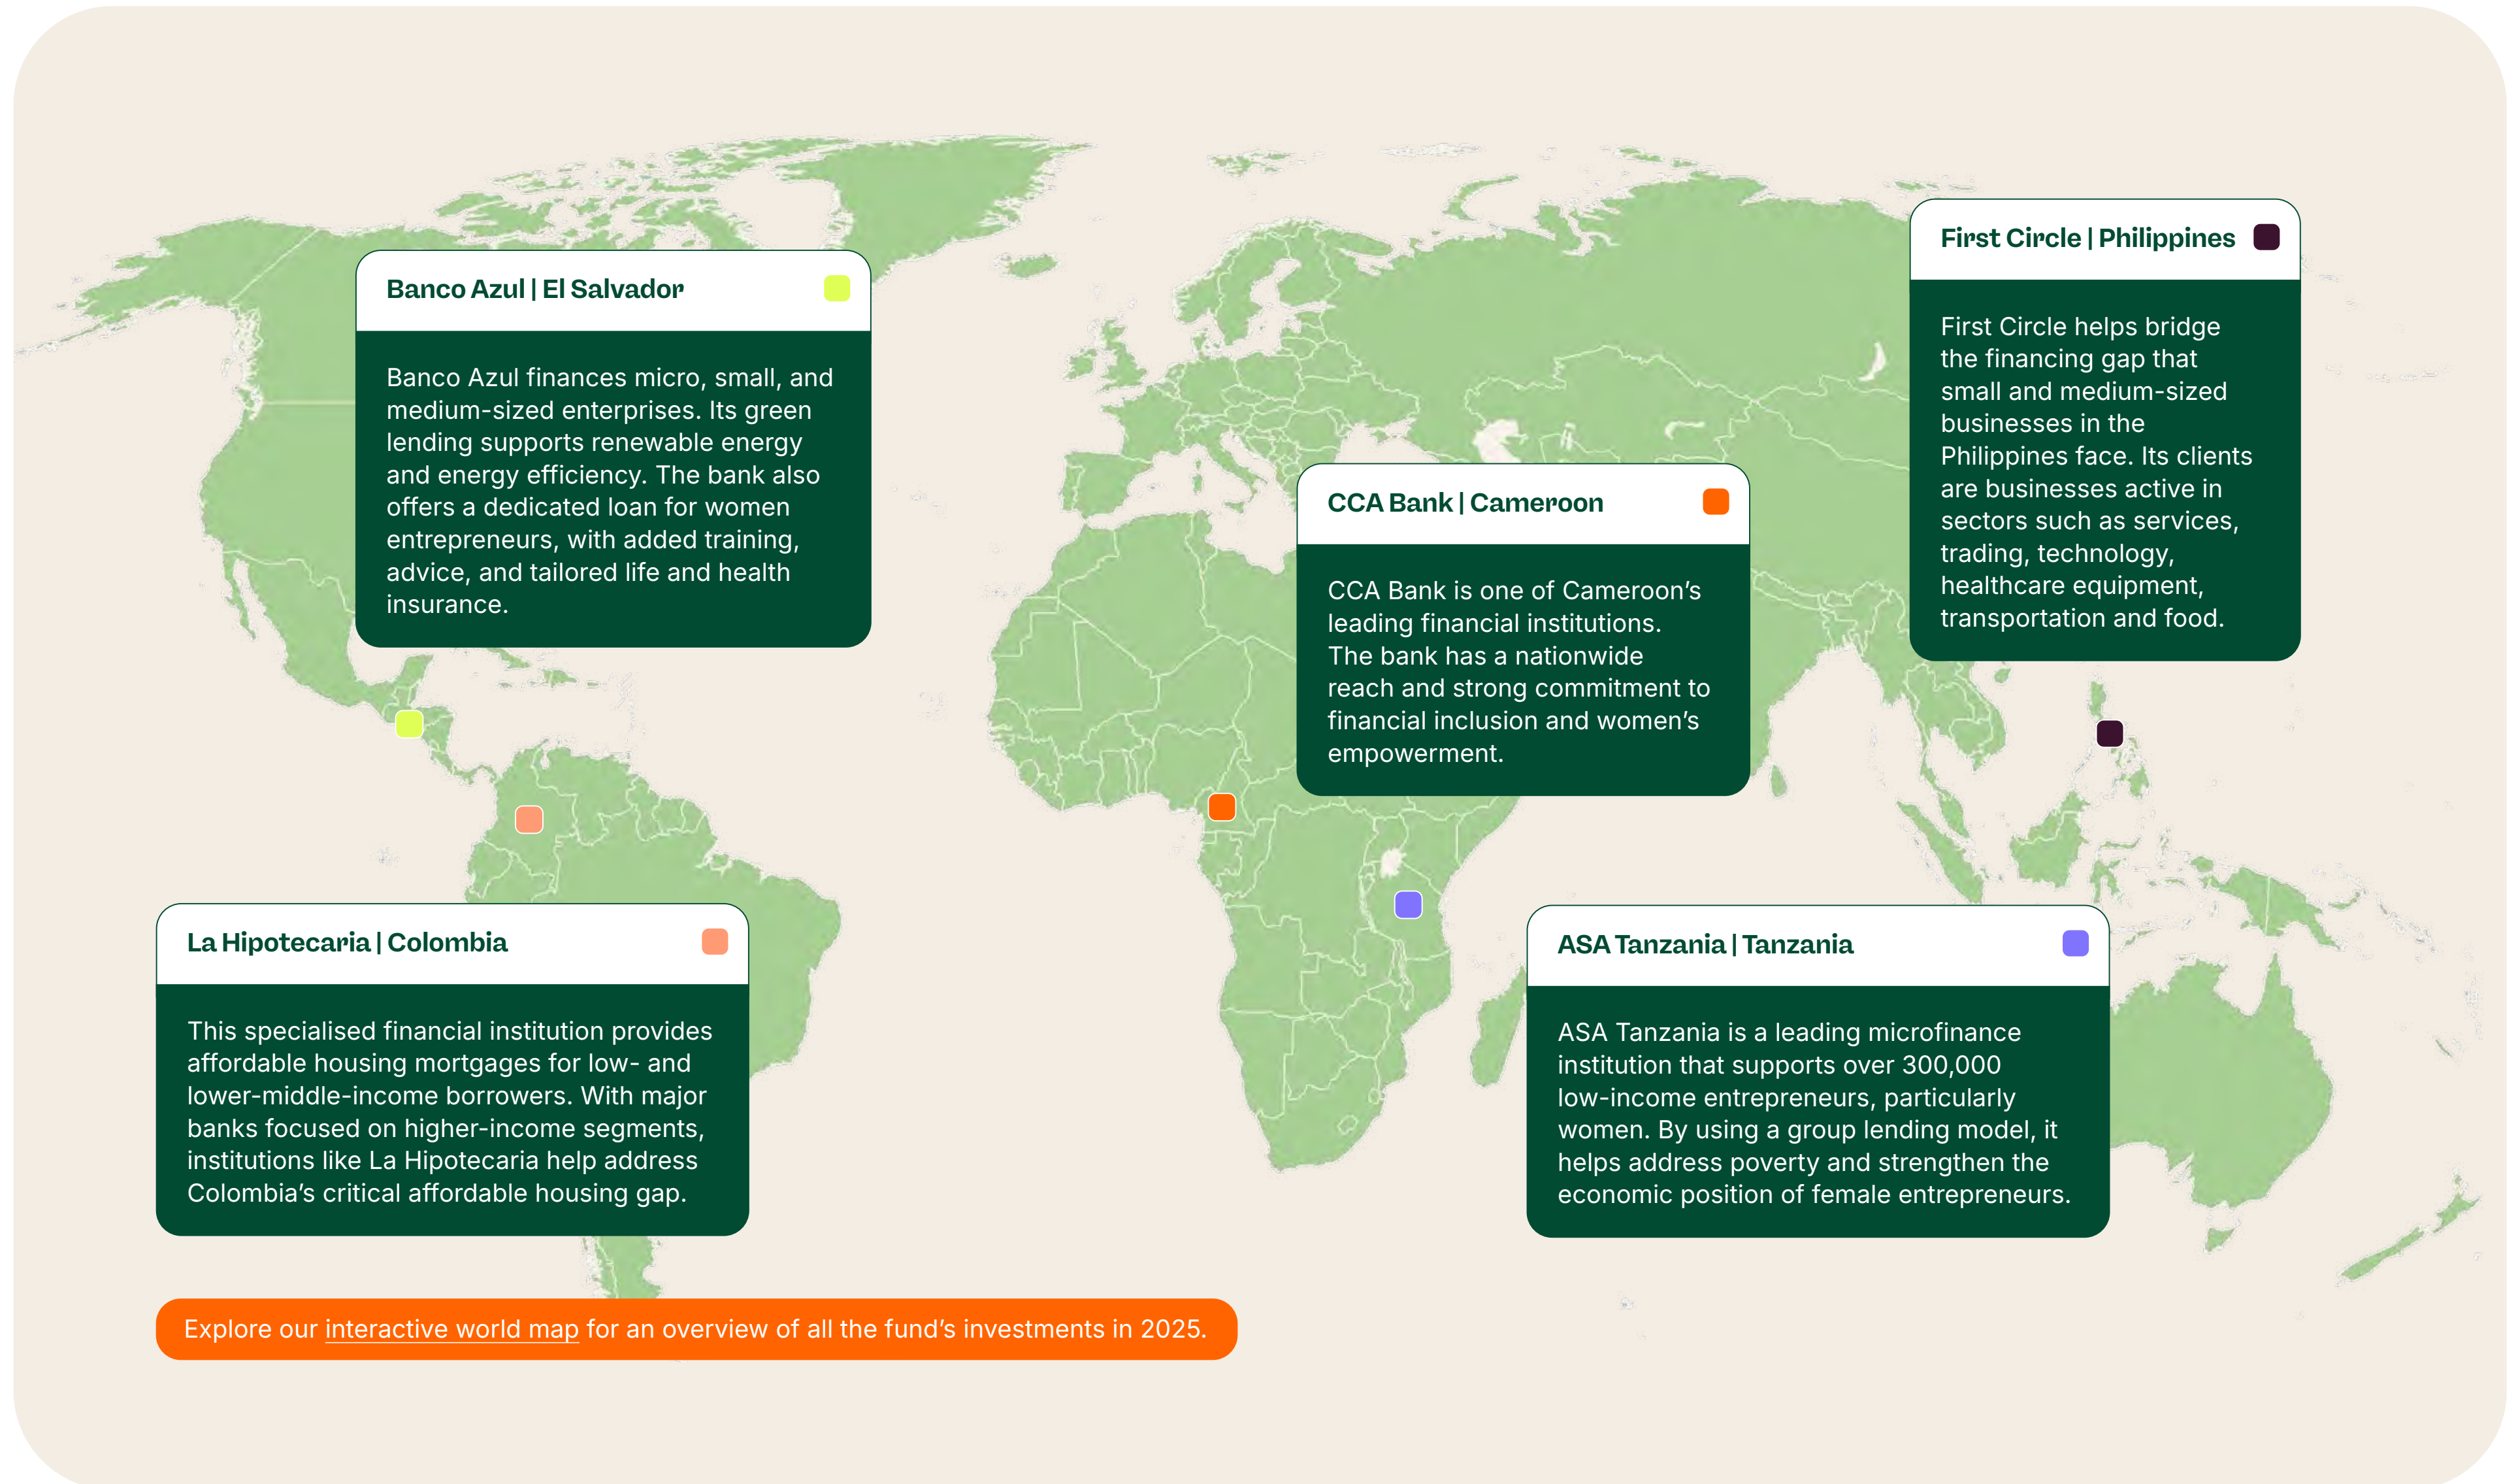 Banco Azul | El Salvador
Banco Azul finances micro, small, and
medium-sized enterprises. Its green
lending supports renewable energy
and energy efficiency. The bank also
offers a dedicated loan for women
entrepreneurs, with added training,
advice, and tailored life and health
insurance.
First Circle | Philippines
First Circle helps bridge
the financing gap that
small and medium-sized
businesses in the
Philippines face. Its clients
are businesses active in
sectors such as services,
trading, technology,
healthcare equipment,
transportation and food.
CCA Bank | Cameroon
CCA Bank is one of Cameroon’s
leading financial institutions.
The bank has a nationwide
reach and strong commitment to
financial inclusion and women’s
empowerment.
La Hipotecaria | Colombia
This specialised financial institution provides
affordable housing mortgages for low- and
lower-middle-income borrowers. With major
banks focused on higher-income segments,
institutions like La Hipotecaria help address
Colombia’s critical affordable housing gap.
ASA Tanzania | Tanzania
ASA Tanzania is a leading microfinance
institution that supports over 300,000
low-income entrepreneurs, particularly
women. By using a group lending model, it
helps address poverty and strengthen the
economic position of female entrepreneurs.
Explore our interactive world map for an overview of all the fund’s investments in 2025.